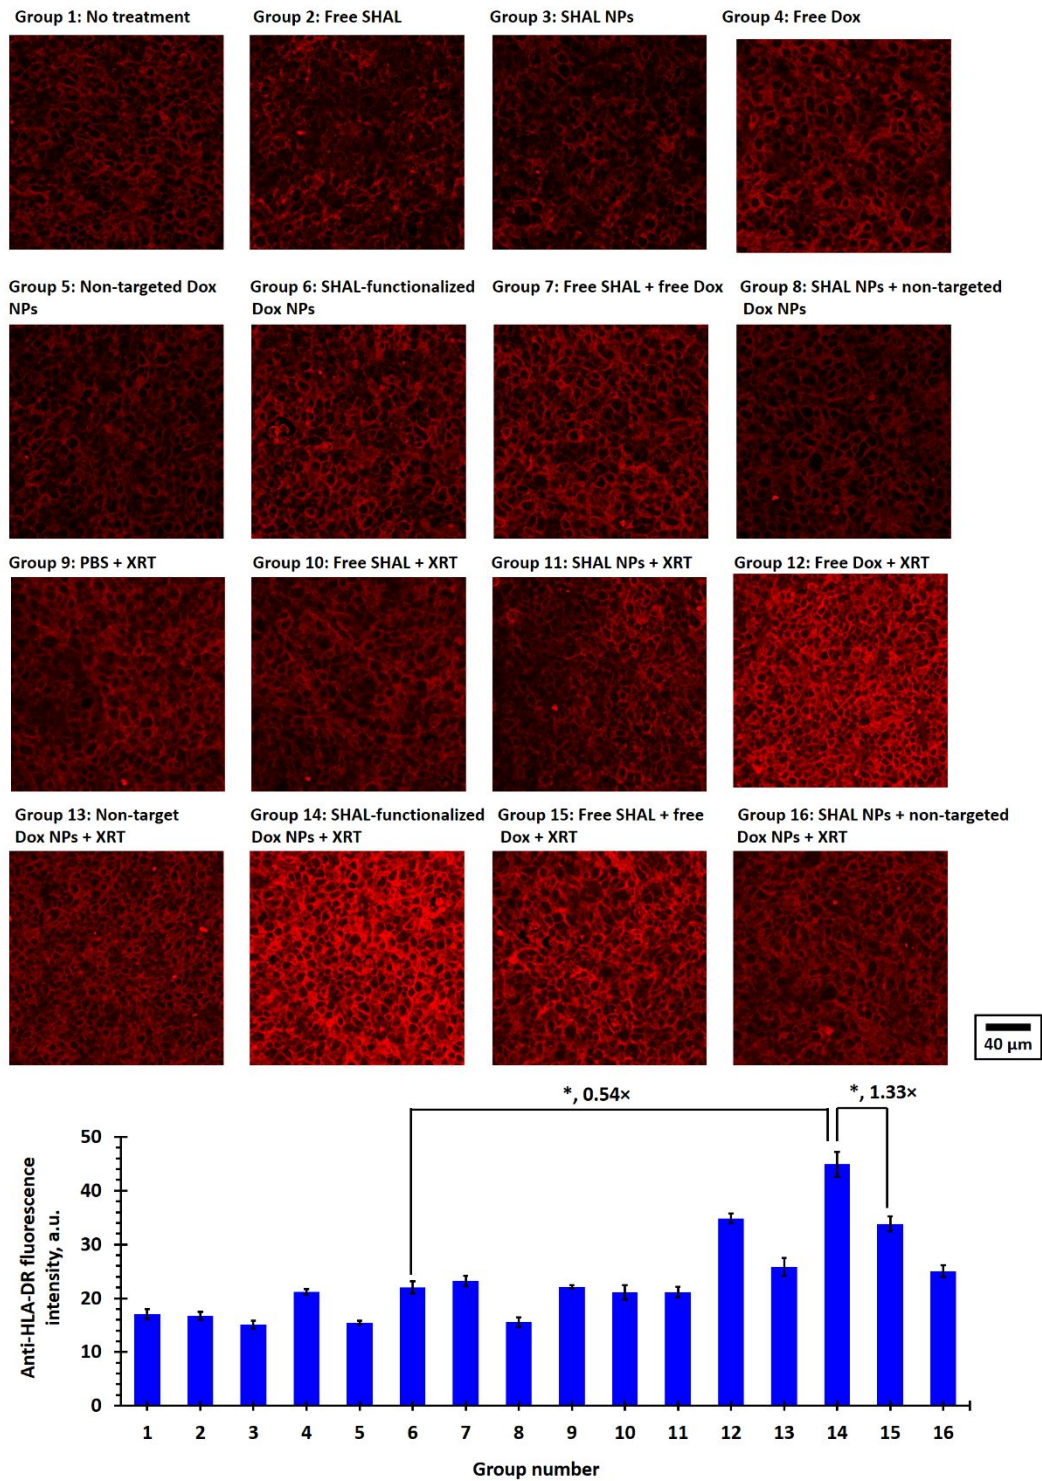 Group 1: No treatment
Group 2: Free SHAL
Group 3: SHAL NPs
Group 4: Free Dox
Group 5: Non-targeted Dox
NPs
Group 6: SHAL-functionalized
Dox NPs
Group 7: Free SHAL + free Dox
Group 8: SHAL NPs + non-targeted
Dox NPs
Group 9: PBS + XRT
Group 10: Free SHAL + XRT
Group 11: SHAL NPs + XRT
Group 12: Free Dox + XRT
Group 13: Non-target
Dox NPs + XRT
Group 14: SHAL-functionalized
Dox NPs + XRT
Group 15: Free SHAL + free
Dox + XRT
Group 16: SHAL NPs + non-targeted
Dox NPs + XRT
40 µm
*, 0.54×
*, 1.33×
Anti-HLA-DR fluorescence
intensity, a.u.
50
40
30
20
10
0
1 2 3 4 5 6 7 8 9 10 11 12 13 14 15 16
Group number